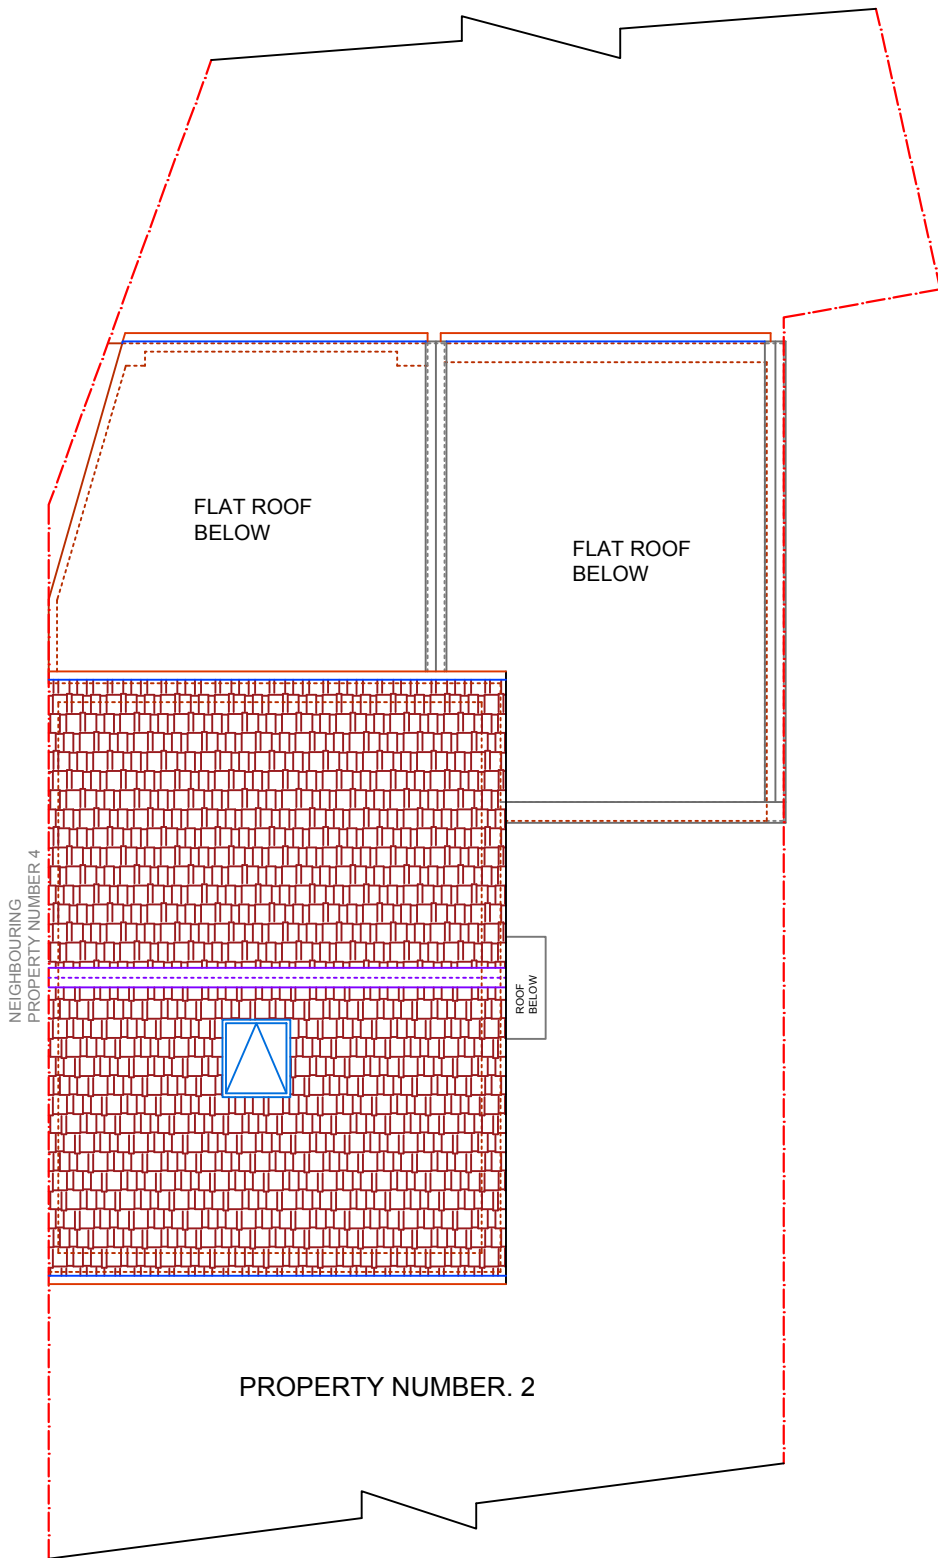 FLAT ROOF
BELOW
FLAT ROOF
BELOW
NEIGHBOURING
PROPERTY NUMBER 4
ROOF
BELOW
PROPERTY NUMBER. 2